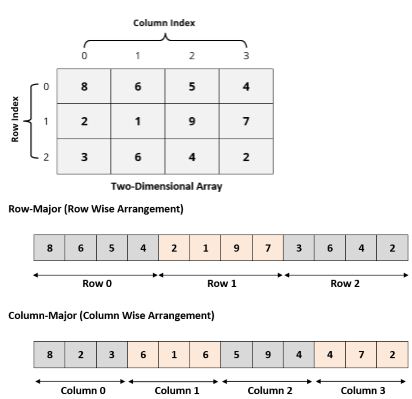 Column Index
0 1 2 3
Row Index
0 8 6 5 4
1 2 1 9 7
2 3 6 4 2
Two-Dimensional Array
Row-Major (Row Wise Arrangement)
8 6 5 4 2 1 9 7 3 6 4 2
Row 0 Row 1 Row 2
Column-Major (Column Wise Arrangement)
8 2 3 6 1 6 5 9 4 4 7 2
Column 0 Column 1 Column 2 Column 3